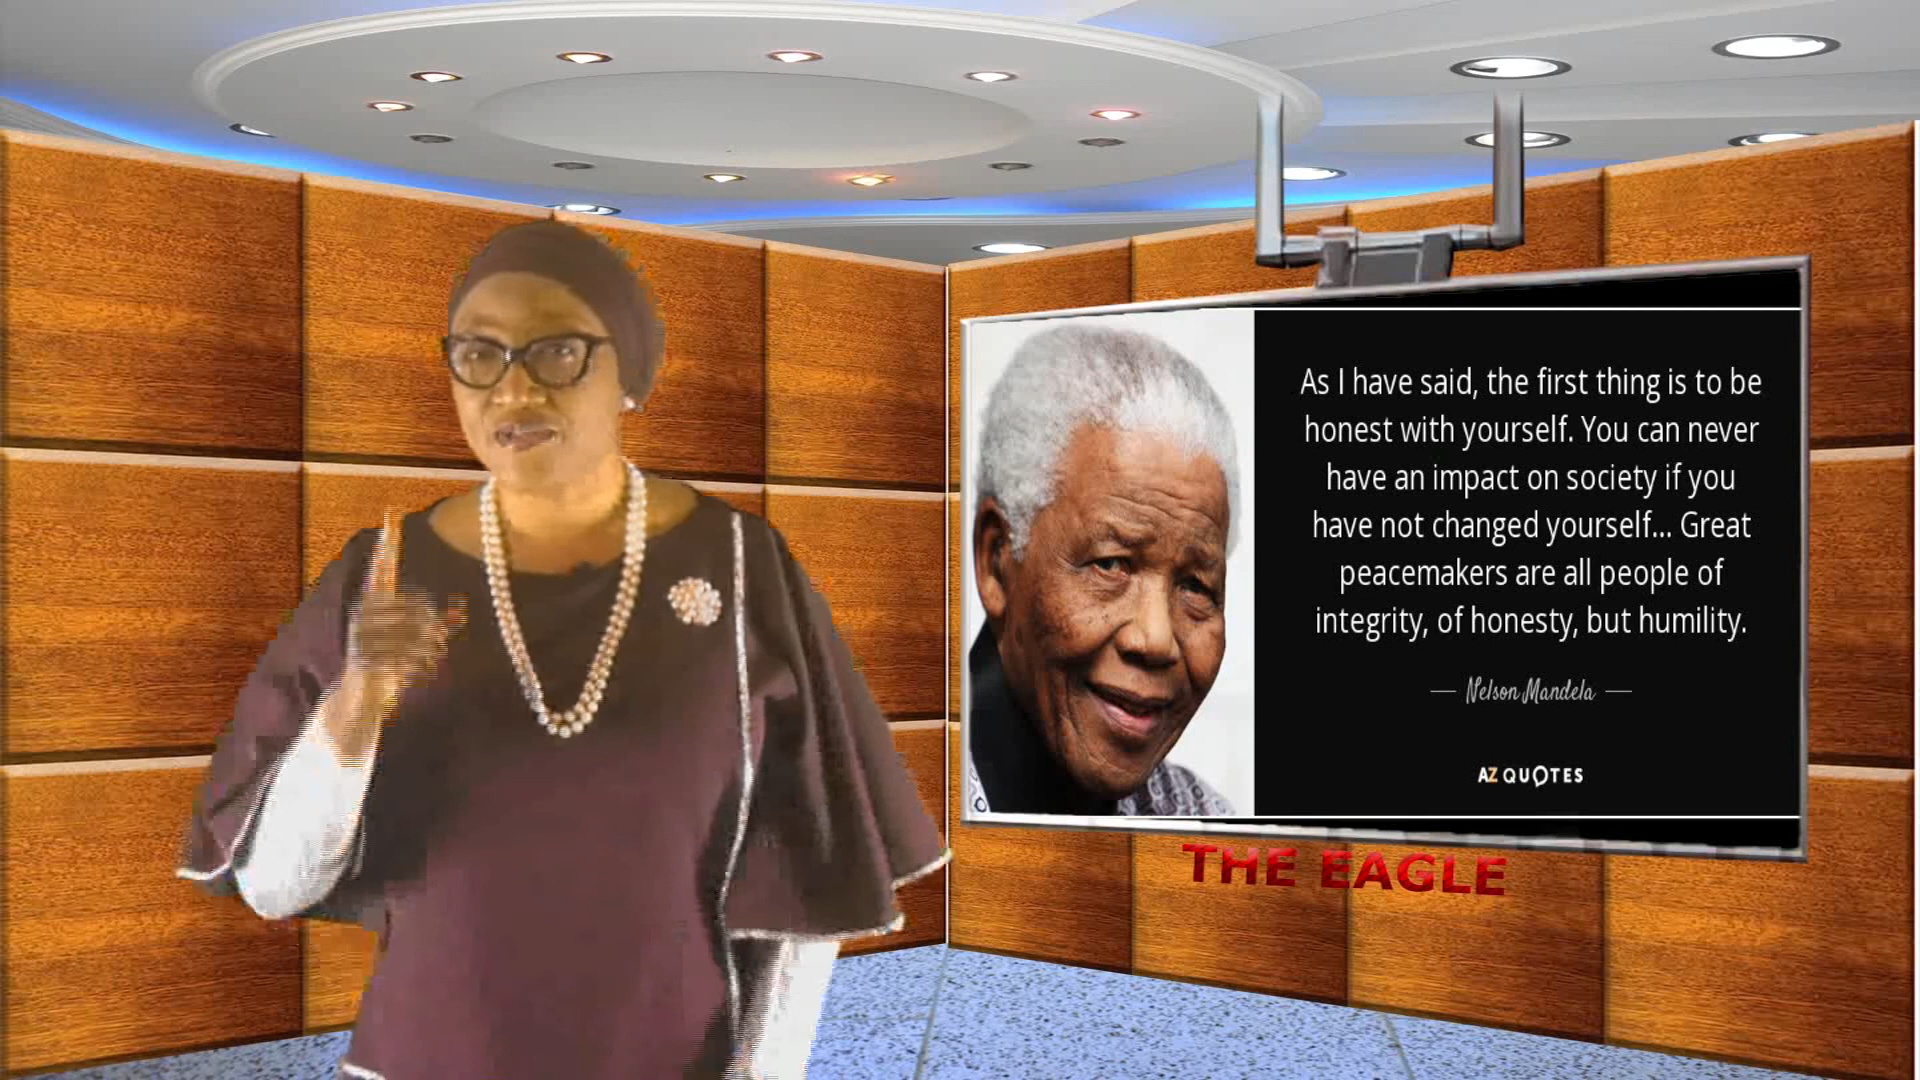 As I have said, the first thing is to be
honest with yourself. You can never
have an impact on society if you
have not changed yourself... Great
peacemakers are all people of
integrity, of honesty, but humility.
— Nelson Mandela —
AZ QUOTES
THE EAGLE